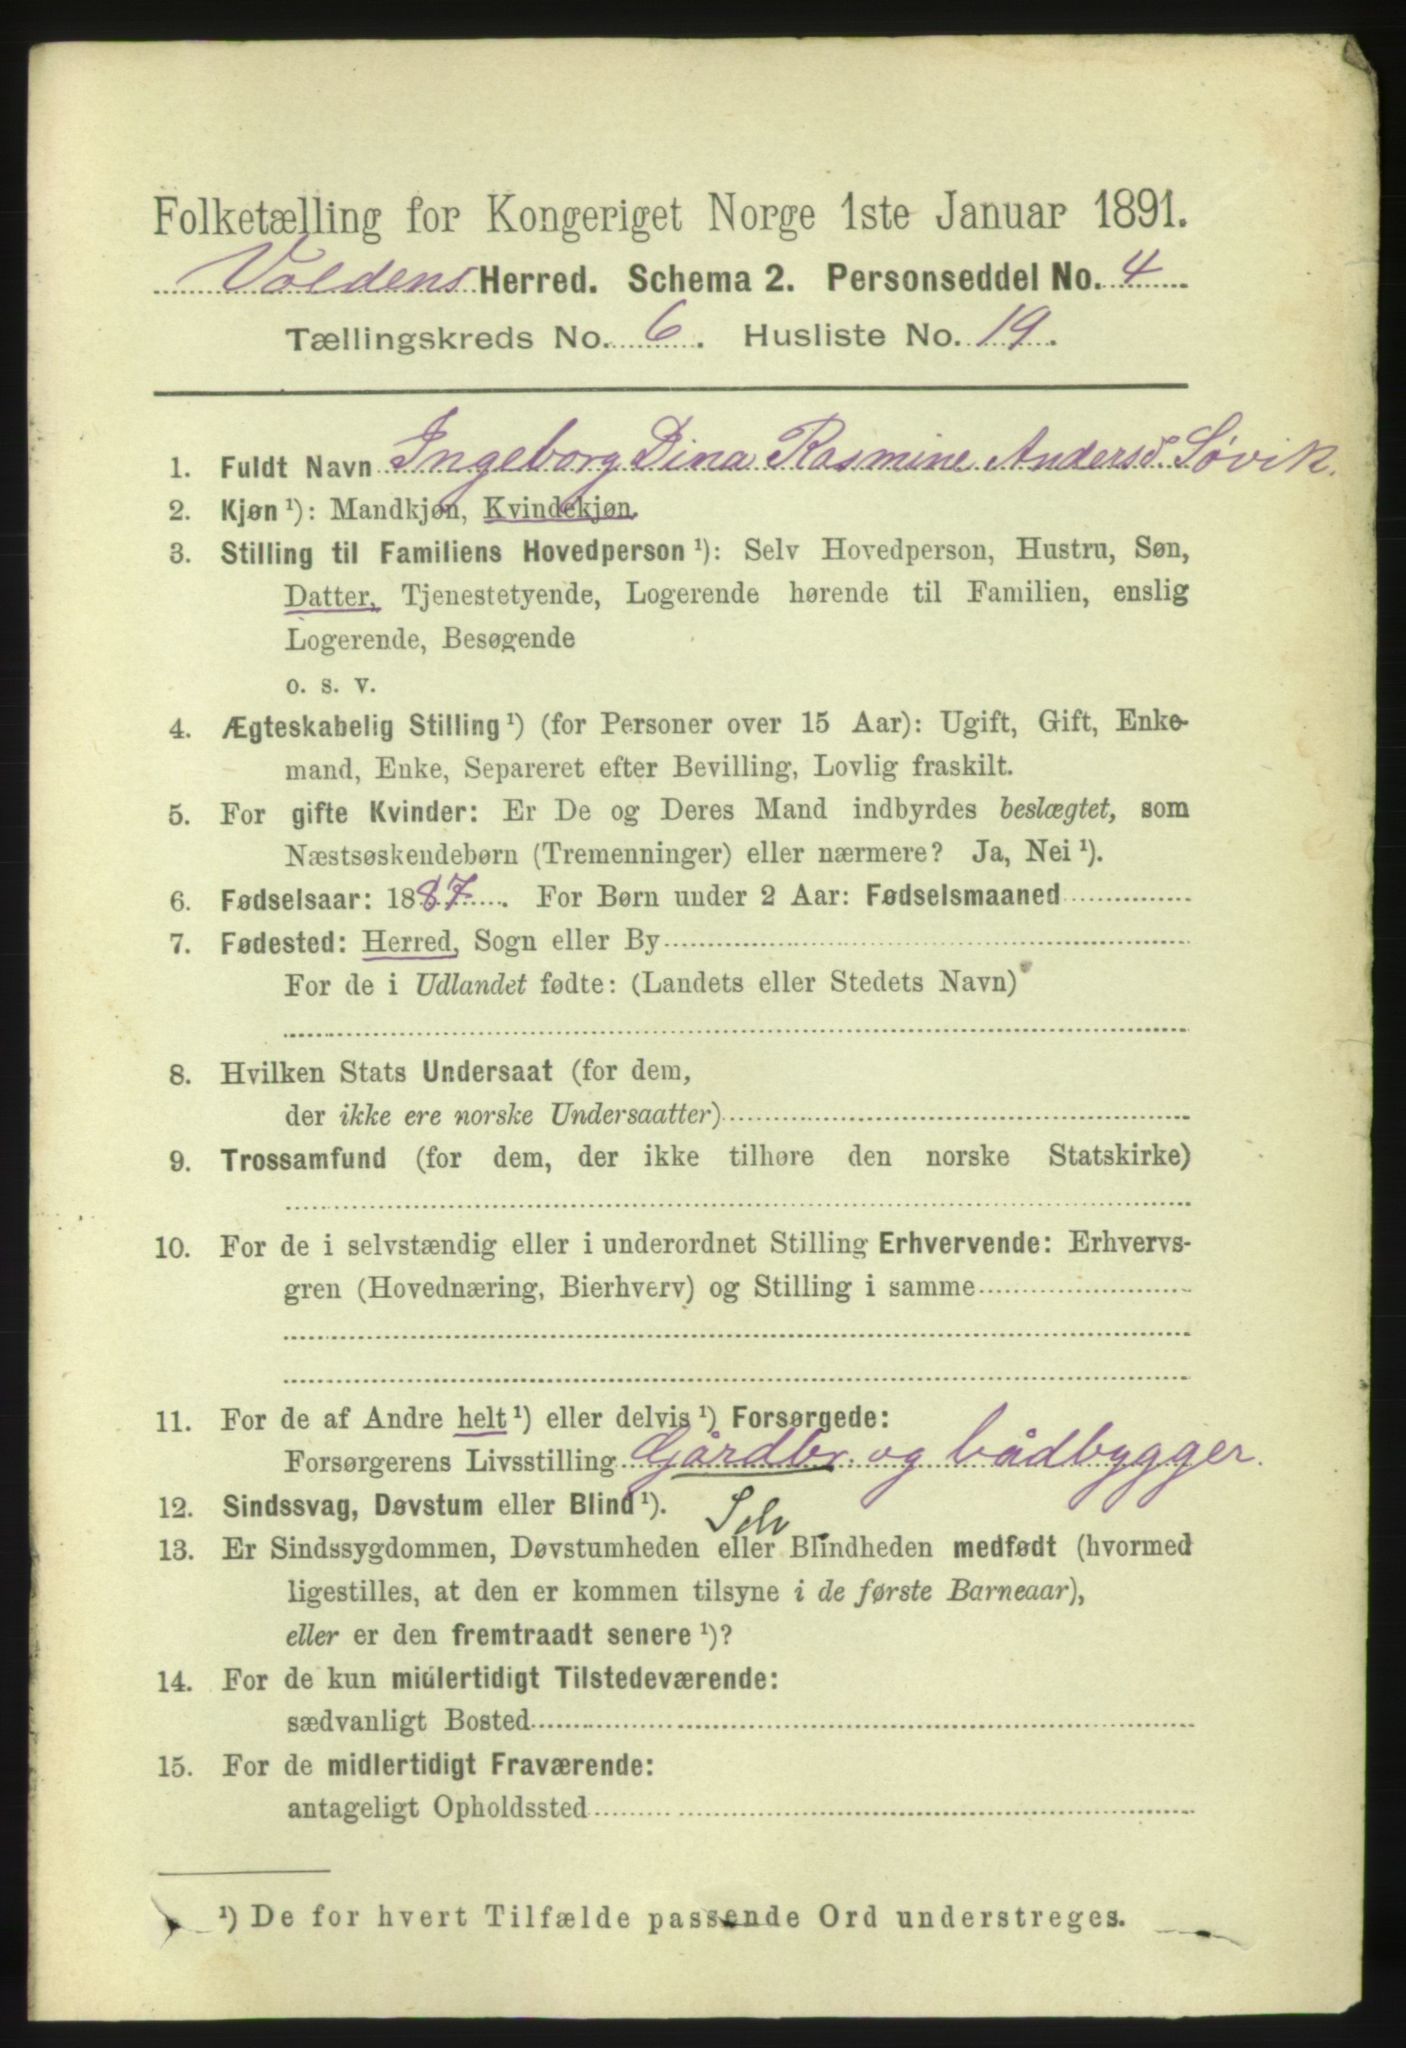 Folketælling for Kongeriget Norge 1ste Januar 1891.
Voldens Herred. Schema 2. Personseddel No. 4
Tællingskreds No. 6. Husliste No. 19.
1. Fuldt Navn Ingeborg Dina Rasmine Andersd. Søvik.
2. Kjøn ¹): Mandkjøn, Kvindekjøn.
3. Stilling til Familiens Hovedperson ¹): Selv Hovedperson, Hustru, Søn,
Datter, Tjenestetyende, Logerende hørende til Familien, enslig
Logerende, Besøgende
o. s. v.
4. Ægteskabelig Stilling ¹) (for Personer over 15 Aar): Ugift, Gift, Enke-
mand, Enke, Separeret efter Bevilling, Lovlig fraskilt.
5. For gifte Kvinder: Er De og Deres Mand indbyrdes beslægtet, som
Næstsøskendebørn (Tremenninger) eller nærmere? Ja, Nei ¹).
6. Fødselsaar: 1887. For Børn under 2 Aar: Fødselsmaaned
7. Fødested: Herred, Sogn eller By
For de i Udlandet fødte: (Landets eller Stedets Navn)
8. Hvilken Stats Undersaat (for dem,
der ikke ere norske Undersaatter)
9. Trossamfund (for dem, der ikke tilhøre den norske Statskirke)
10. For de i selvstændig eller i underordnet Stilling Erhvervende: Erhvervs-
gren (Hovednæring, Bierhverv) og Stilling i samme
11. For de af Andre helt ¹) eller delvis ¹) Forsørgede:
Forsørgerens Livsstilling Gårdbr. og bådbygger.
12. Sindssvag, Døvstum eller Blind ¹). Selv
13. Er Sindssygdommen, Døvstumheden eller Blindheden medfødt (hvormed
ligestilles, at den er kommen tilsyne i de første Barneaar),
eller er den fremtraadt senere ¹)?
14. For de kun midlertidigt Tilstedeværende:
sædvanligt Bosted
15. For de midlertidigt Fraværende:
antageligt Opholdssted
¹) De for hvert Tilfælde passende Ord understreges.